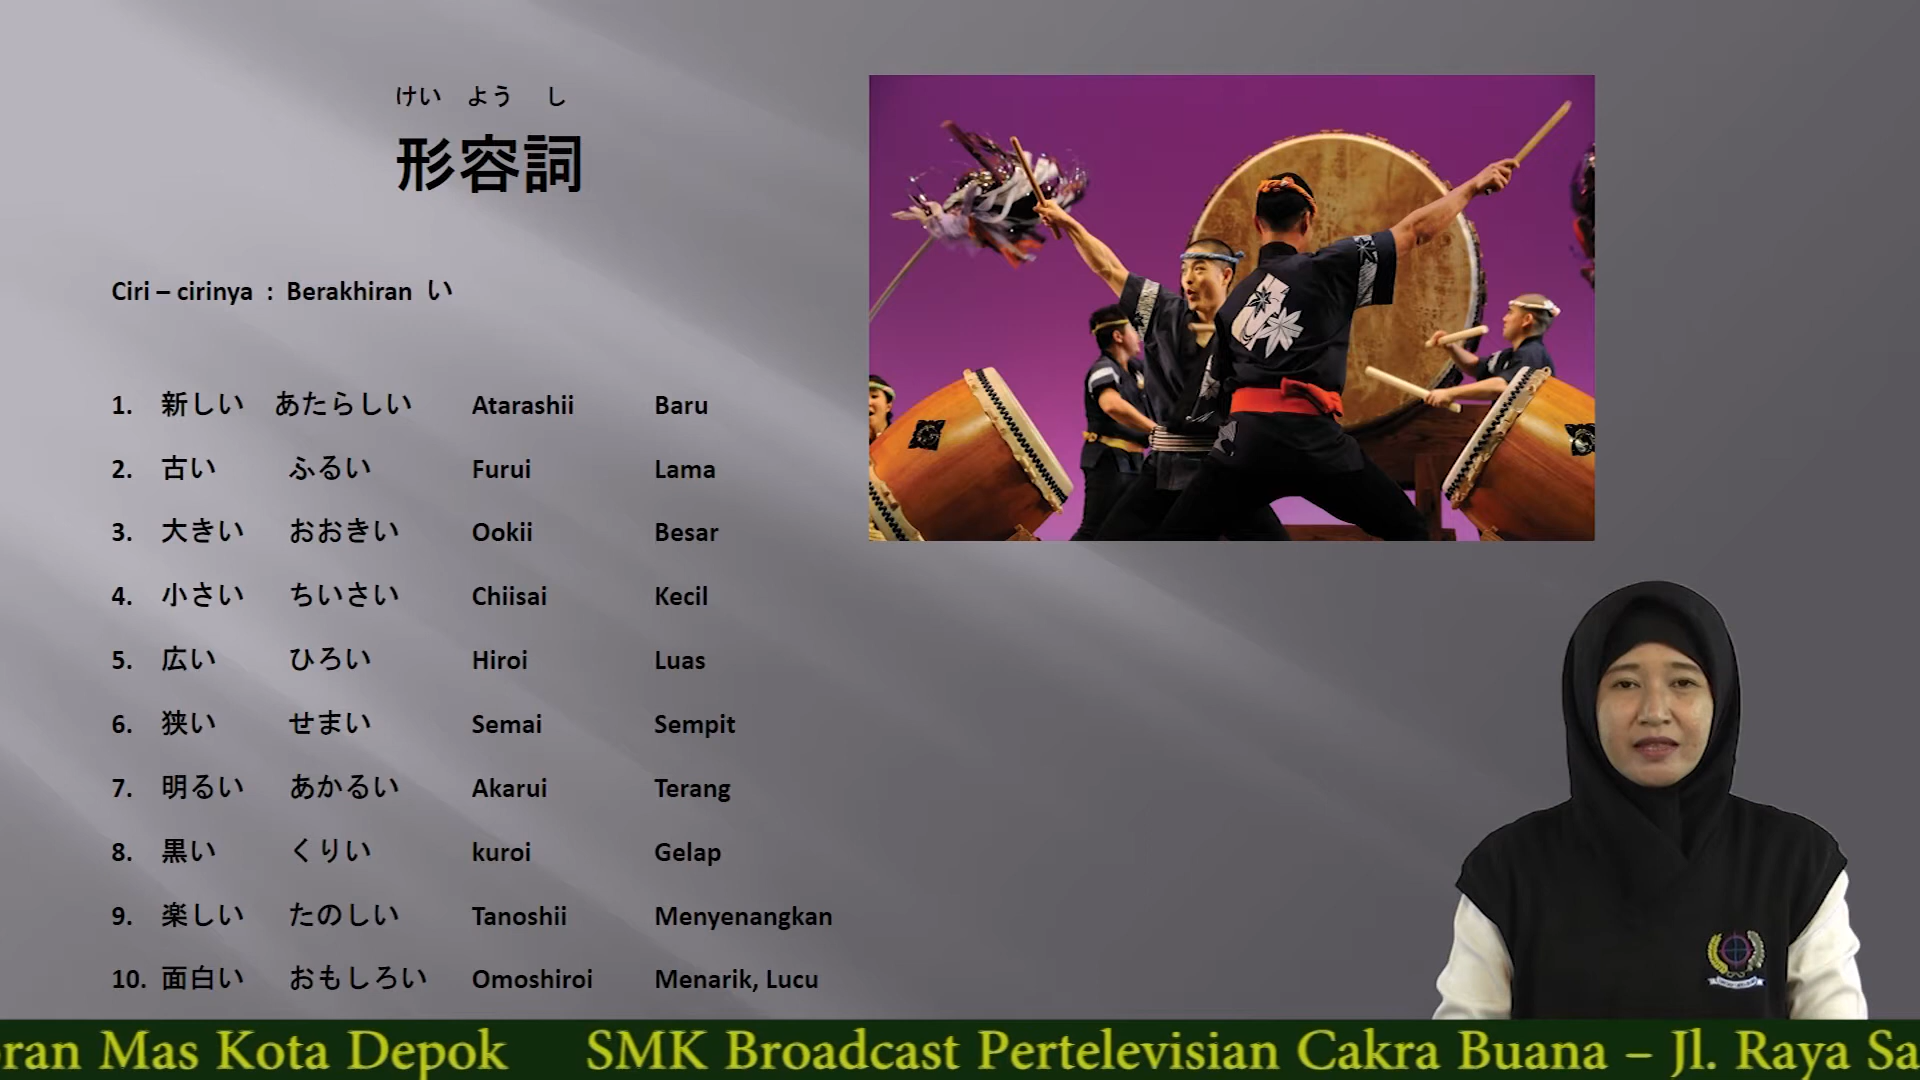 けい よう し
形容詞
Ciri – cirinya : Berakhiran い
1. 新しい あたらしい Atarashii Baru
2. 古い ふるい Furui Lama
3. 大きい おおきい Ookii Besar
4. 小さい ちいさい Chiisai Kecil
5. 広い ひろい Hiroi Luas
6. 狭い せまい Semai Sempit
7. 明るい あかるい Akarui Terang
8. 黒い くりい kuroi Gelap
9. 楽しい たのしい Tanoshii Menyenangkan
10. 面白い おもしろい Omoshiroi Menarik, Lucu
ran Mas Kota Depok SMK Broadcast Pertelevisian Cakra Buana – Jl. Raya Sa